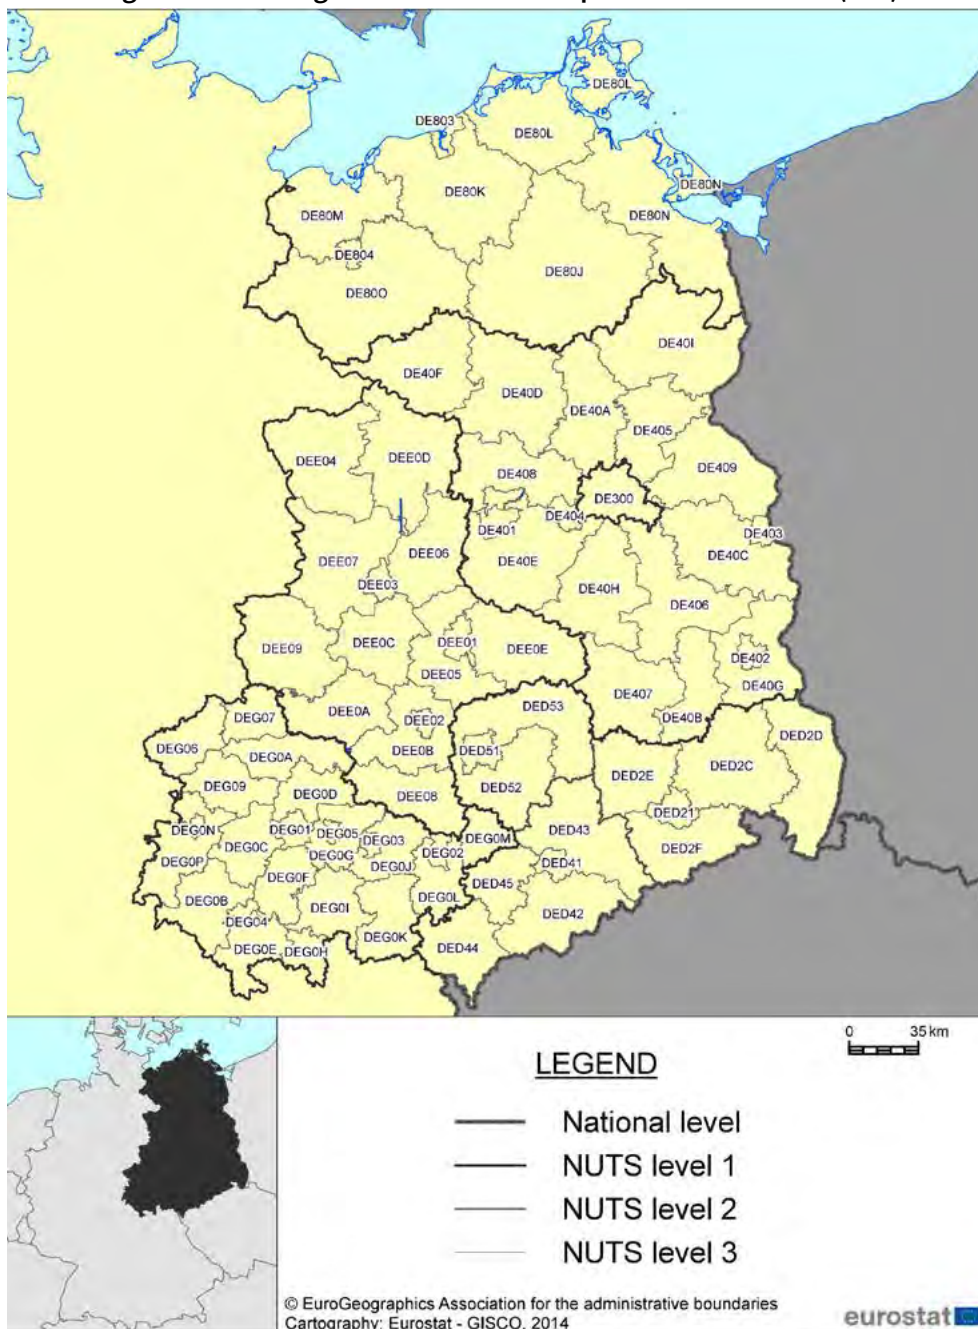 DE80L
DE803
DE80L
DE80N
DE80K
DE80M
DE80N
DE804
DE80J
DE80O
DE40I
DE40F
DE40D
DE40A
DE405
DEE04
DEE0D
DE408
DE409
DE300
DE401
DE404
DE403
DEE06
DE40E
DE40C
DEE07
DEE03
DE40H
DE406
DEE09
DEE0C
DEE01
DEE0E
DE402
DEE05
DE407
DE40G
DEE0A
DEE02
DED53
DE40B
DEG07
DED2D
DEG06
DEG0A
DEE0B
DED51
DED2C
DED2E
DEG09
DEG0D
DEE08
DED52
DED21
DEG0N
DEG01
DEG05
DEG03
DEG0M
DED43
DEG0C
DEG0G
DEG02
DED2F
DEG0P
DEG0J
DED41
DEG0F
DED45
DEG0B
DEG0I
DEG0L
DED42
DEG04
DEG0K
DEG0E
DEG0H
DED44
0 35 km
LEGEND
National level
NUTS level 1
NUTS level 2
NUTS level 3
© EuroGeographics Association for the administrative boundaries
Cartography: Eurostat - GISCO, 2014
eurostat